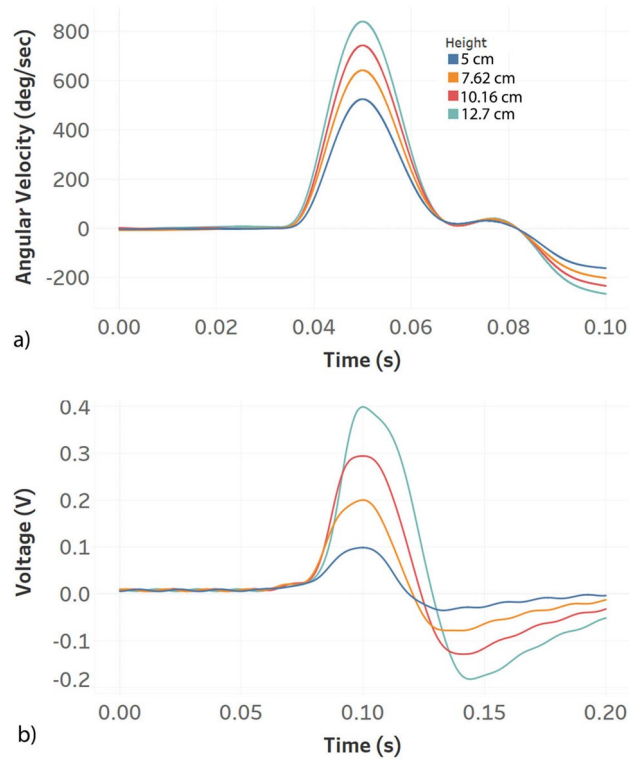 800
600
400
200
0
-200
Angular Velocity (deg/sec)
Height
5 cm
7.62 cm
10.16 cm
12.7 cm
0.00 0.02 0.04 0.06 0.08 0.10
Time (s)
a)
0.4
0.3
0.2
0.1
0.0
-0.1
-0.2
Voltage (V)
0.00 0.05 0.10 0.15 0.20
Time (s)
b)